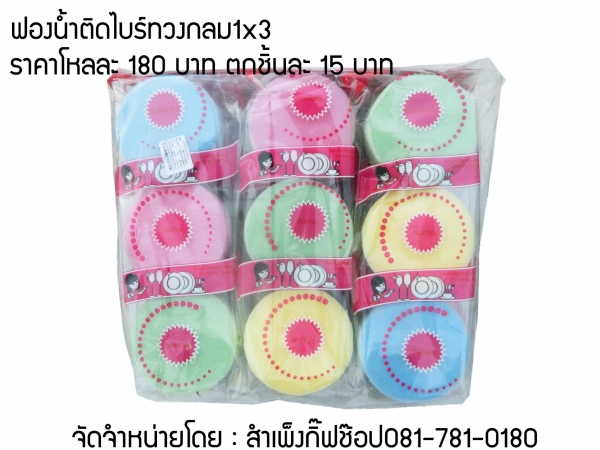 ฟองน้ำติดไบร์ทวงกลม1x3
ราคาโหลละ 180 บาท ตกชิ้นละ 15 บาท
จัดจำหน่ายโดย : สำเพ็งกิ๊ฟช๊อป081-781-0180